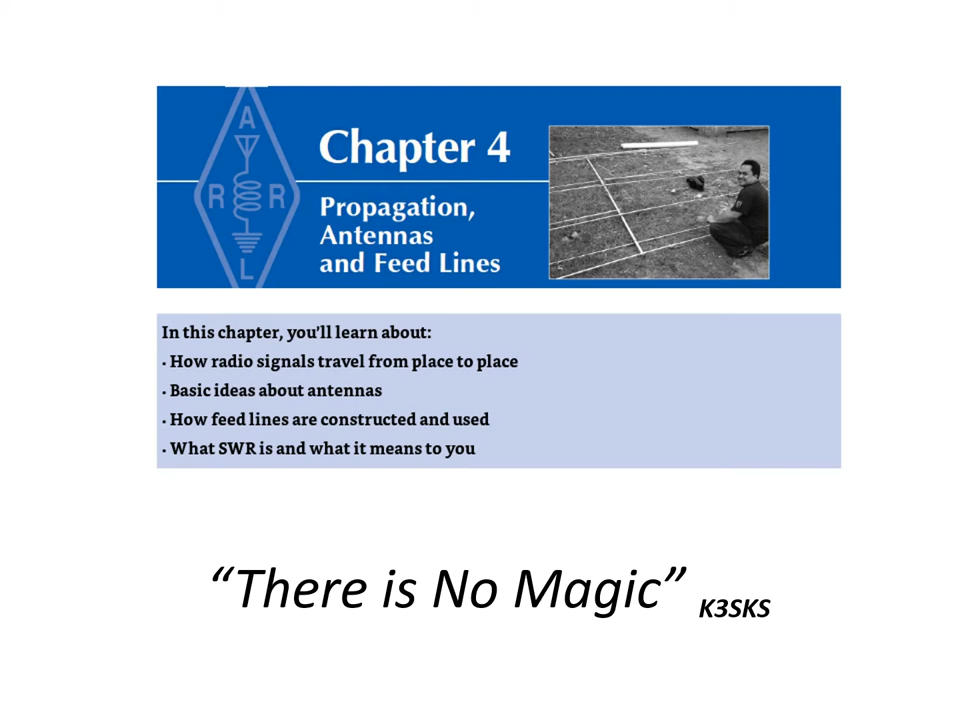 A
R R
L
Chapter 4
Propagation,
Antennas
and Feed Lines
In this chapter, you’ll learn about:
• How radio signals travel from place to place
• Basic ideas about antennas
• How feed lines are constructed and used
• What SWR is and what it means to you
“There is No Magic” K3SKS